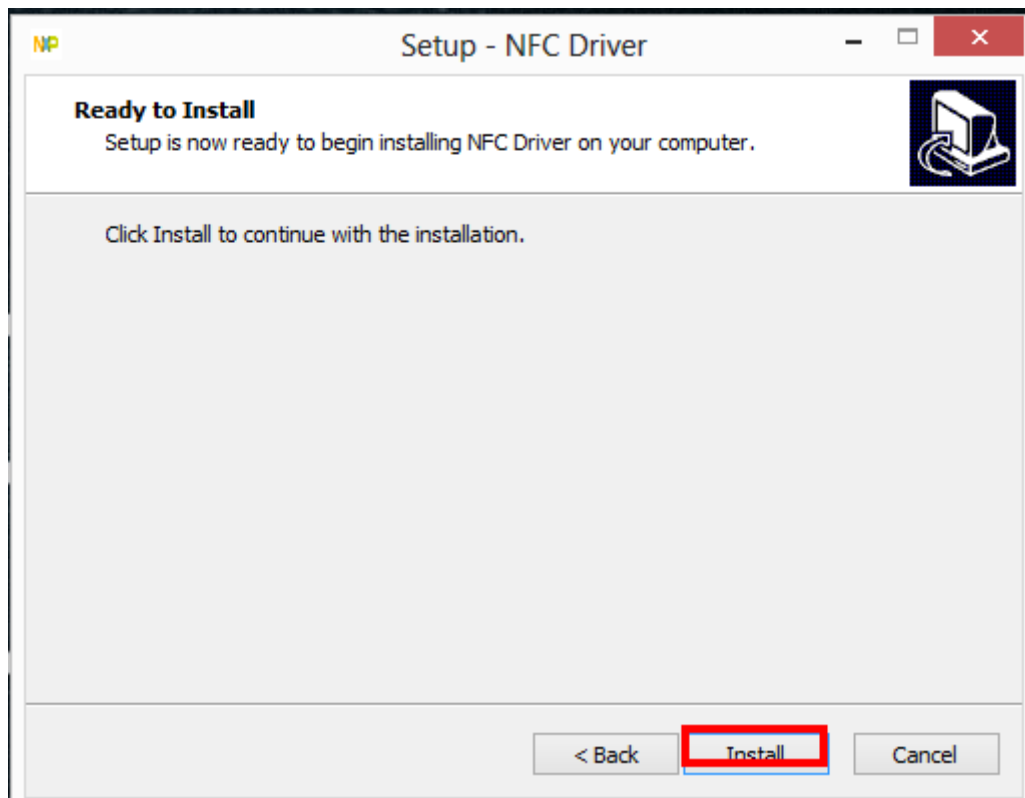 NXP
Setup - NFC Driver
Ready to Install
Setup is now ready to begin installing NFC Driver on your computer.
Click Install to continue with the installation.
< Back
Install
Cancel